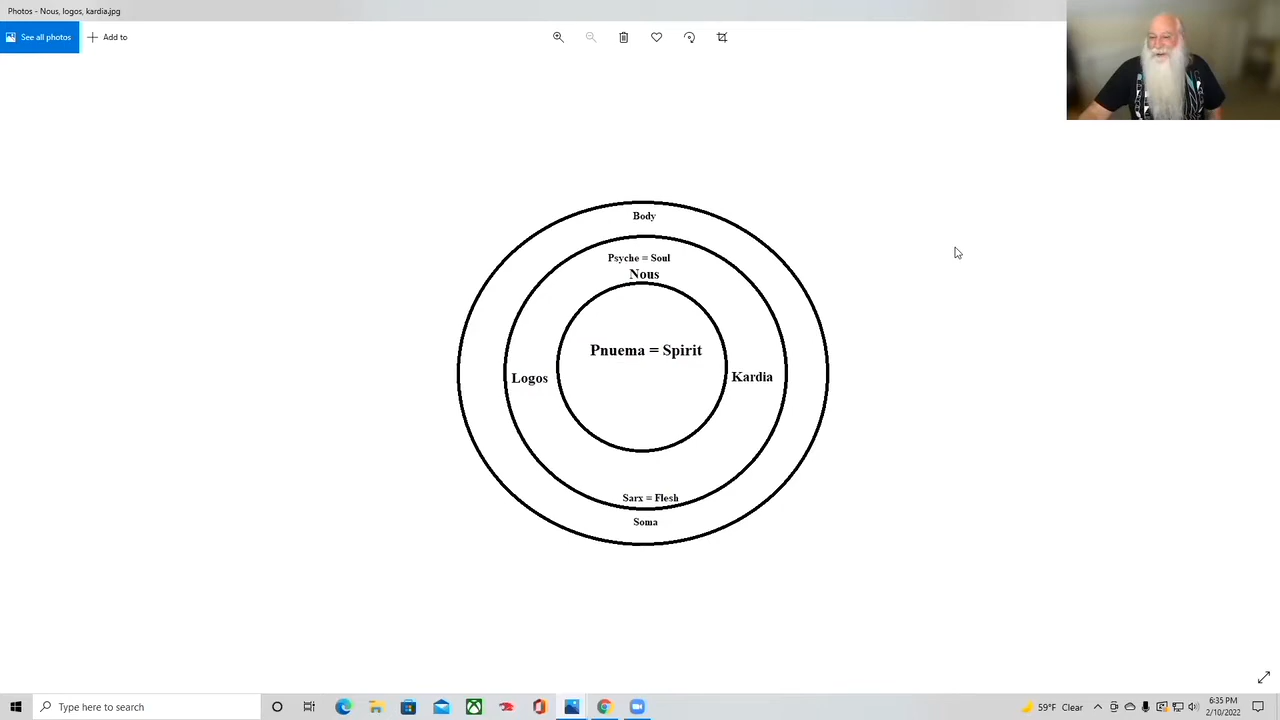 Photos - Nous, logos, kardia.jpg
See all photos
Add to
Body
Psyche = Soul
Nous
Pnuema = Spirit
Logos
Kardia
Sarx = Flesh
Soma
Type here to search
59°F Clear
6:35 PM
2/10/2022